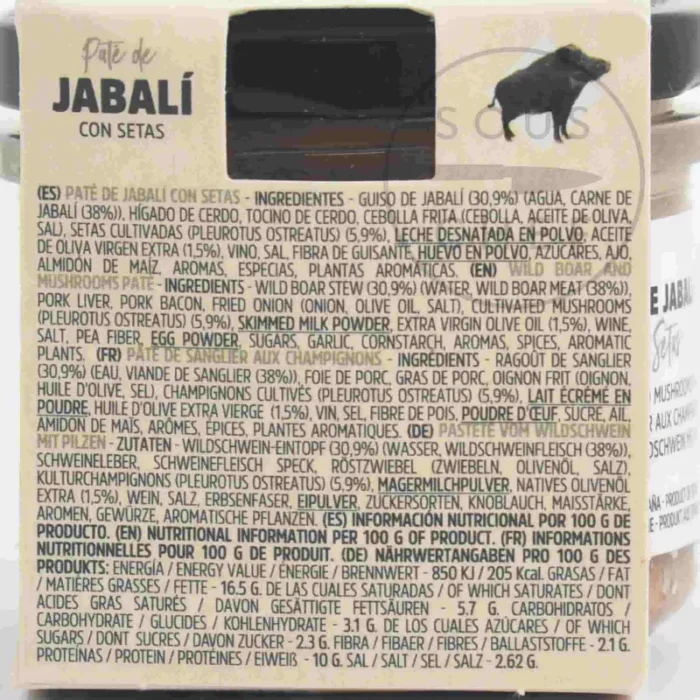 Paté de
JABALÍ
CON SETAS
SOUS
(ES) PATÉ DE JABALÍ CON SETAS - INGREDIENTES - GUISO DE JABALÍ (30,9%) (AGUA, CARNE DE
JABALÍ (38%)), HÍGADO DE CERDO, TOCINO DE CERDO, CEBOLLA FRITA (CEBOLLA, ACEITE DE OLIVA,
SAL), SETAS CULTIVADAS (PLEUROTUS OSTREATUS) (5,9%), LECHE DESNATADA EN POLVO, ACEITE
DE OLIVA VIRGEN EXTRA (1,5%), VINO, SAL, FIBRA DE GUISANTE, HUEVO EN POLVO, AZÚCARES, AJO,
ALMIDÓN DE MAÍZ, AROMAS, ESPECIAS, PLANTAS AROMÁTICAS. (EN) WILD BOAR AND
MUSHROOMS PATE - INGREDIENTS - WILD BOAR STEW (30,9%) (WATER, WILD BOAR MEAT (38%)),
PORK LIVER, PORK BACON, FRIED ONION (ONION, OLIVE OIL, SALT), CULTIVATED MUSHROOMS
(PLEUROTUS OSTREATUS) (5,9%), SKIMMED MILK POWDER, EXTRA VIRGIN OLIVE OIL (1,5%), WINE,
SALT, PEA FIBER, EGG POWDER, SUGARS, GARLIC, CORNSTARCH, AROMAS, SPICES, AROMATIC
PLANTS. (FR) PÂTÉ DE SANGLIER AUX CHAMPIGNONS - INGRÉDIENTS - RAGOÛT DE SANGLIER
(30,9%) (EAU, VIANDE DE SANGLIER (38%)), FOIE DE PORC, GRAS DE PORC, OIGNON FRIT (OIGNON,
HUILE D'OLIVE, SEL), CHAMPIGNONS CULTIVÉS (PLEUROTUS OSTREATUS) (5,9%), LAIT ÉCRÉMÉ EN
POUDRE, HUILE D'OLIVE EXTRA VIERGE (1,5%), VIN, SEL, FIBRE DE POIS, POUDRE D'ŒUF, SUCRE, AIL,
AMIDON DE MAÏS, ARÔMES, ÉPICES, PLANTES AROMATIQUES. (DE) PASTETE VOM WILDSCHWEIN
MIT PILZEN - ZUTATEN - WILDSCHWEIN-EINTOPF (30,9%) (WASSER, WILDSCHWEINFLEISCH (38%)),
SCHWEINELEBER, SCHWEINEFLEISCH SPECK, RÖSTZWIEBEL (ZWIEBELN, OLIVENÖL, SALZ),
KULTURCHAMPIGNONS (PLEUROTUS OSTREATUS) (5,9%), MAGERMILCHPULVER, NATIVES OLIVENÖL
EXTRA (1,5%), WEIN, SALZ, ERBSENFASER, EIPULVER, ZUCKERSORTEN, KNOBLAUCH, MAISSTÄRKE,
AROMEN, GEWÜRZE, AROMATISCHE PFLANZEN. (ES) INFORMACIÓN NUTRICIONAL POR 100 G DE
PRODUCTO. (EN) NUTRITIONAL INFORMATION PER 100 G OF PRODUCT. (FR) INFORMATIONS
NUTRITIONNELLES POUR 100 G DE PRODUIT. (DE) NÄHRWERTANGABEN PRO 100 G DES
PRODUKTS: ENERGÍA / ENERGY VALUE / ÉNERGIE / BRENNWERT - 850 KJ / 205 Kcal. GRASAS / FAT
/ MATIÈRES GRASSES / FETTE - 16.5 G. DE LAS CUALES SATURADAS / OF WHICH SATURATES / DONT
ACIDES GRAS SATURÉS / DAVON GESÄTTIGTE FETTSÄUREN - 5.7 G. CARBOHIDRATOS /
CARBOHYDRATE / GLUCIDES / KOHLENHYDRATE - 3.1 G. DE LOS CUALES AZÚCARES / OF WHICH
SUGARS / DONT SUCRES / DAVON ZUCKER - 2.3 G. FIBRA / FIBAER / FIBRES / BALLASTSTOFFE - 2.1 G.
PROTEÍNAS / PROTEIN / PROTÉINES / EIWEIß - 10 G. SAL / SALT / SEL / SALZ - 2.62 G.
E JABAL
Setas
MUSHROO
AUX CHAM